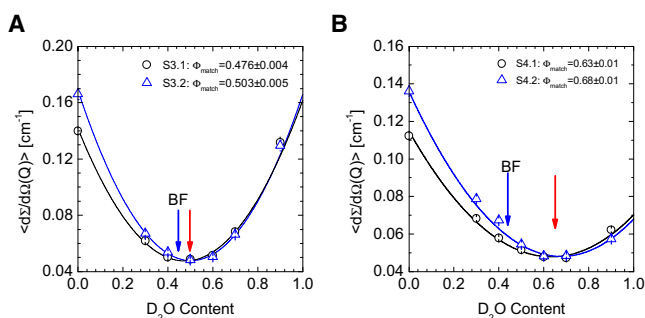 A
<dΣ/dΩ(Q)> [cm⁻¹]
0.20
0.16
0.12
0.08
0.04
S3.1: Φmatch=0.476±0.004
S3.2: Φmatch=0.503±0.005
BF
0.0 0.2 0.4 0.6 0.8 1.0
D₂O Content
B
<dΣ/dΩ(Q)> [cm⁻¹]
0.16
0.14
0.12
0.10
0.08
0.06
0.04
S4.1: Φmatch=0.63±0.01
S4.2: Φmatch=0.68±0.01
BF
0.0 0.2 0.4 0.6 0.8 1.0
D₂O Content